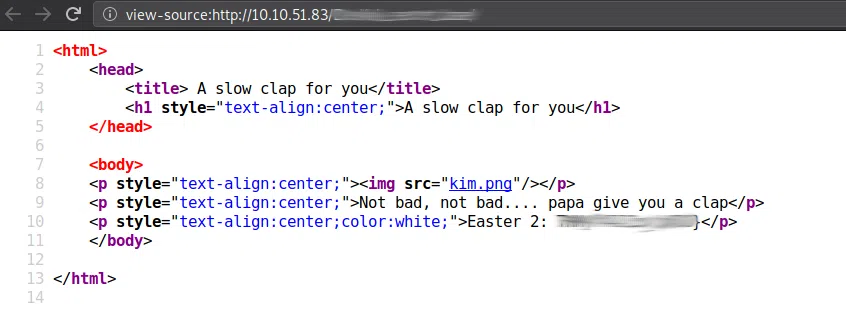 view-source:http://10.10.51.83/
1 <html>
2 <head>
3 <title> A slow clap for you</title>
4 <h1 style="text-align:center;">A slow clap for you</h1>
5 </head>
6
7 <body>
8 <p style="text-align:center;"><img src="kim.png"/></p>
9 <p style="text-align:center;">Not bad, not bad.... papa give you a clap</p>
10 <p style="text-align:center;color:white;">Easter 2: }</p>
11 </body>
12
13 </html>
14